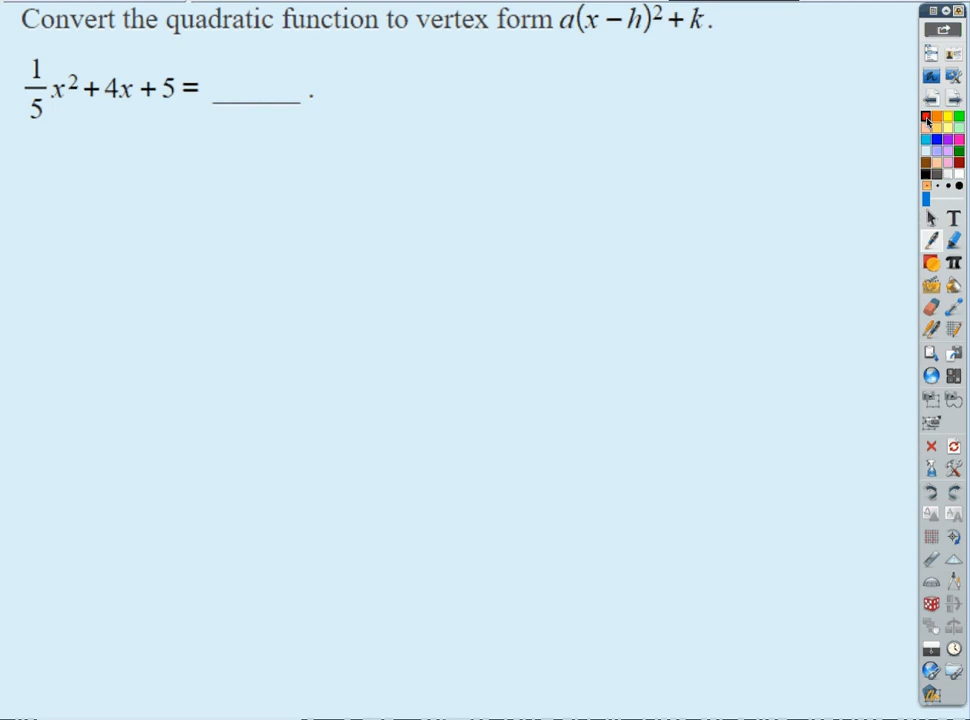 Convert the quadratic function to vertex form a(x − h)² + k.
1/5 x² + 4x + 5 = ______ .
T
π